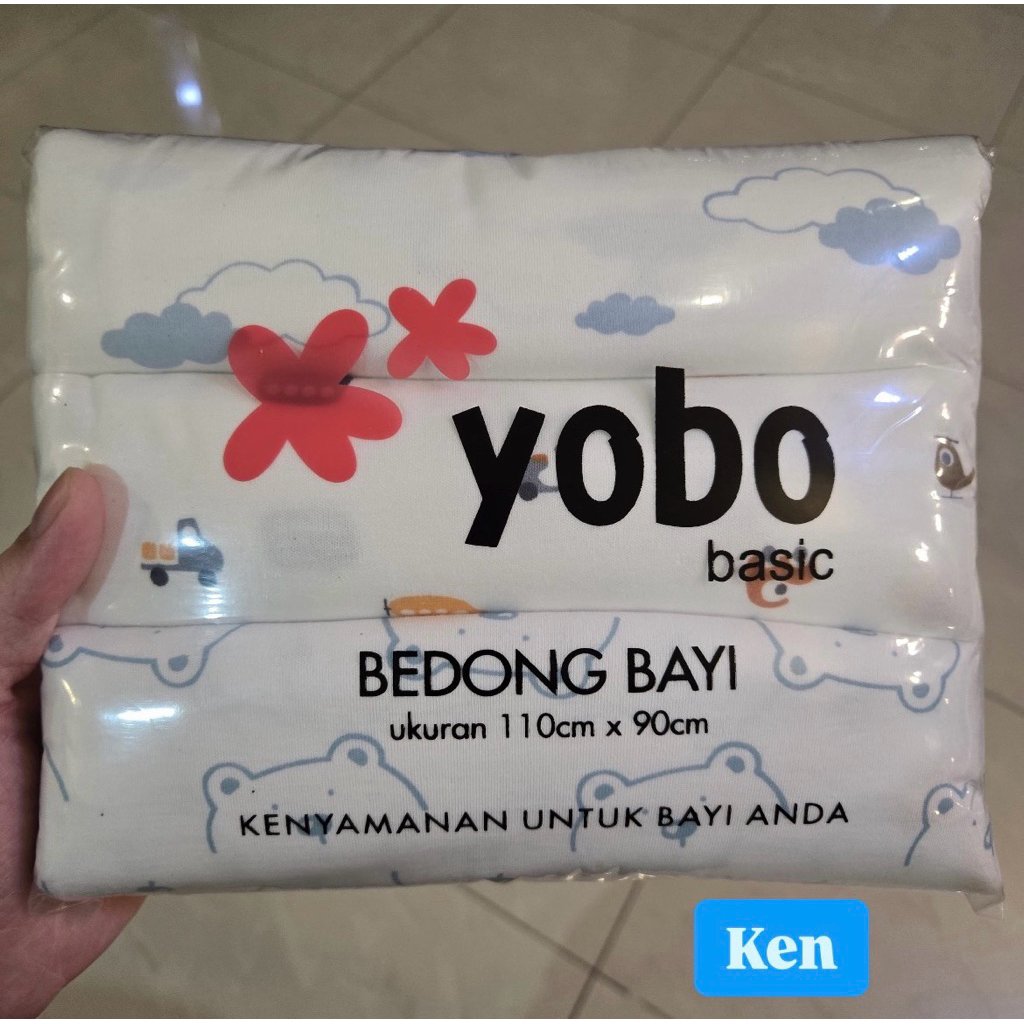 yobo
basic
BEDONG BAYI
ukuran 110cm x 90cm
KENYAMANAN UNTUK BAYI ANDA
Ken